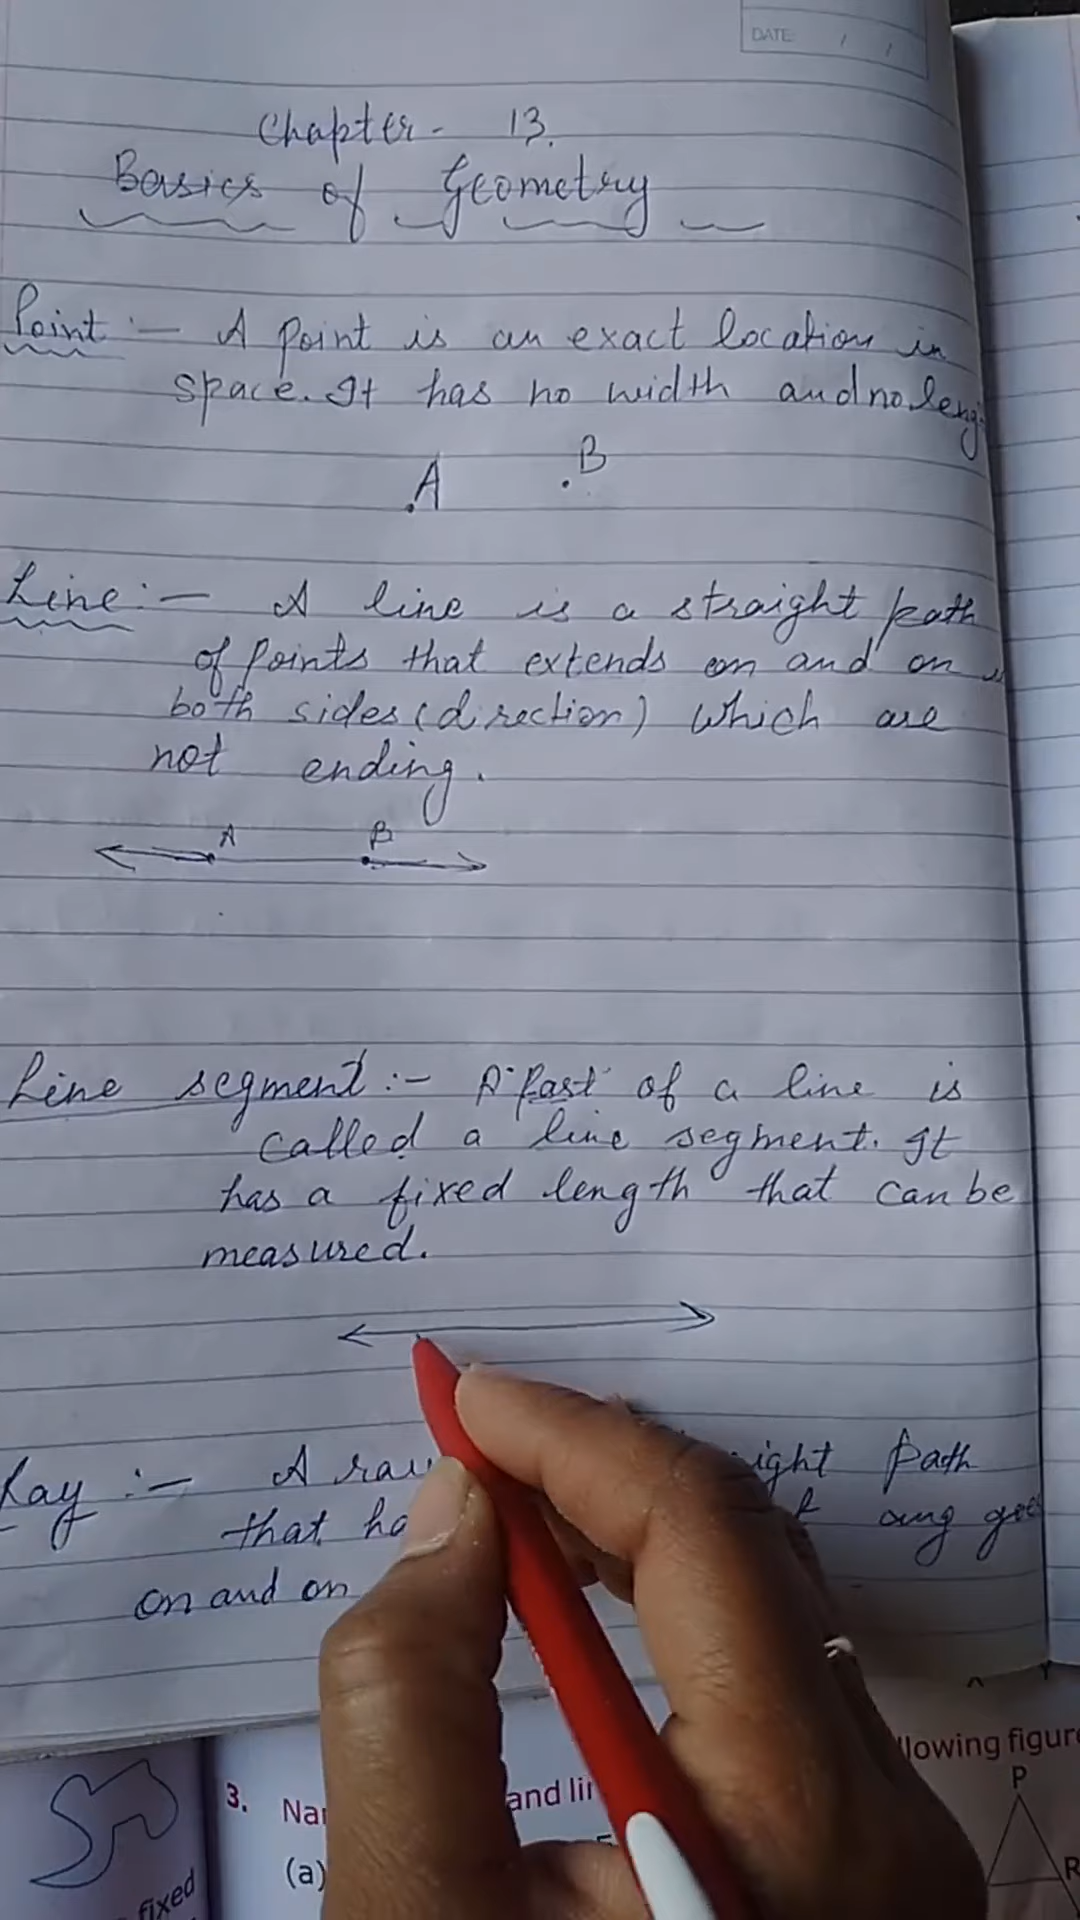 DATE: / /
Chapter - 13.
Basics of Geometry
Point :- A point is an exact location in
space. It has no width and no leng
A B
Line :- A line is a straight path
of points that extends on and on
both sides (direction) which are
not ending.
A B
Line segment :- A part of a line is
called a line segment. It
has a fixed length that can be
measured.
Ray :- A ray ight path
that ha ang goes
on and on
3. Na and li llowing figur
(a)
P
R
fixed